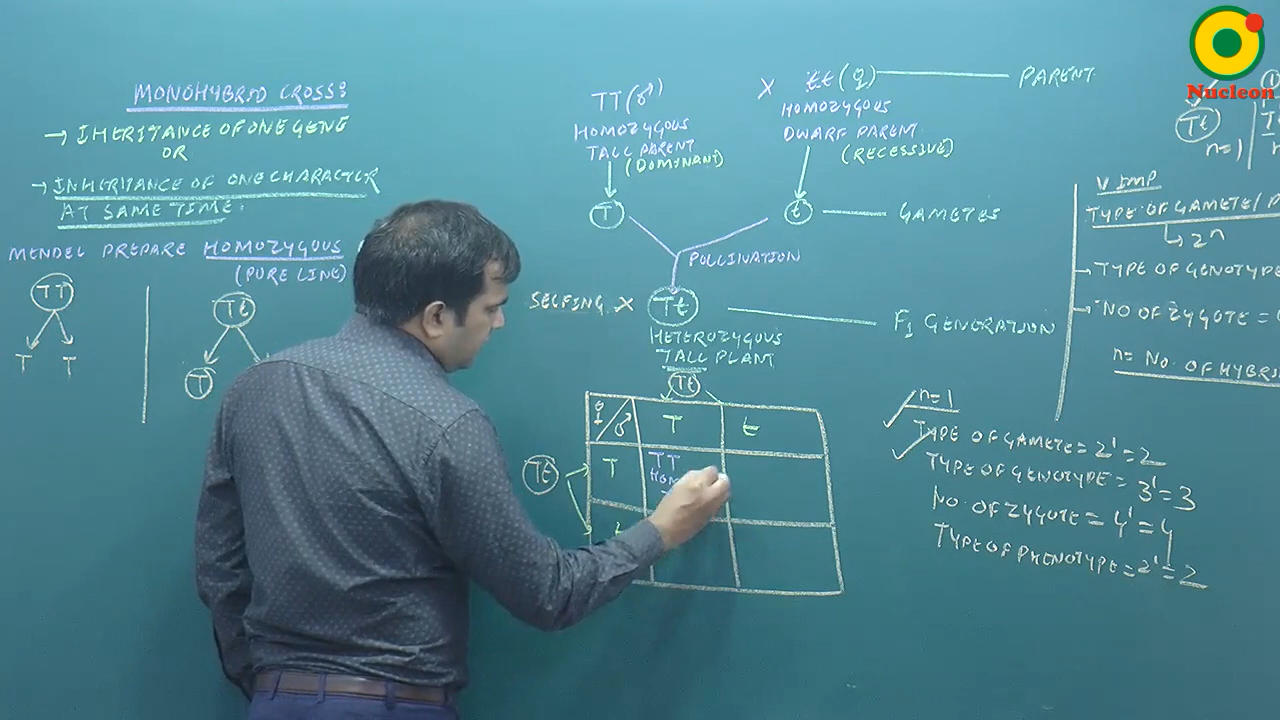 MONOHYBRID CROSS:
→ INHERITANCE OF ONE GENE
OR
→ INHERITANCE OF ONE CHARACTER
AT SAME TIME.
MENDEL PREPARE HOMOZYGOUS
(PURE LINE)
TT
T T
Tt
T
TT (♂)
HOMOZYGOUS
TALL PARENT
(DOMINANT)
T
X
tt (♀)
PARENT
HOMOZYGOUS
DWARF PARENT
(RECESSIVE)
t
GAMETES
POLLINATION
SELFING X
Tt
F1 GENERATION
HETEROZYGOUS
TALL PLANT
Tt
♀/♂ T t
Tt
T
TT
t
Nucleon
Tt
n=1
V IMP
TYPE OF GAMETE/
↳ 2n
→ TYPE OF GENOTYPE
→ NO OF ZYGOTE =
n= NO. OF HYBRI
n=1
TYPE OF GAMETE = 2¹ = 2
TYPE OF GENOTYPE = 3¹ = 3
NO. OF ZYGOTE = 4¹ = 4
TYPE OF PHENOTYPE = 2¹ = 2